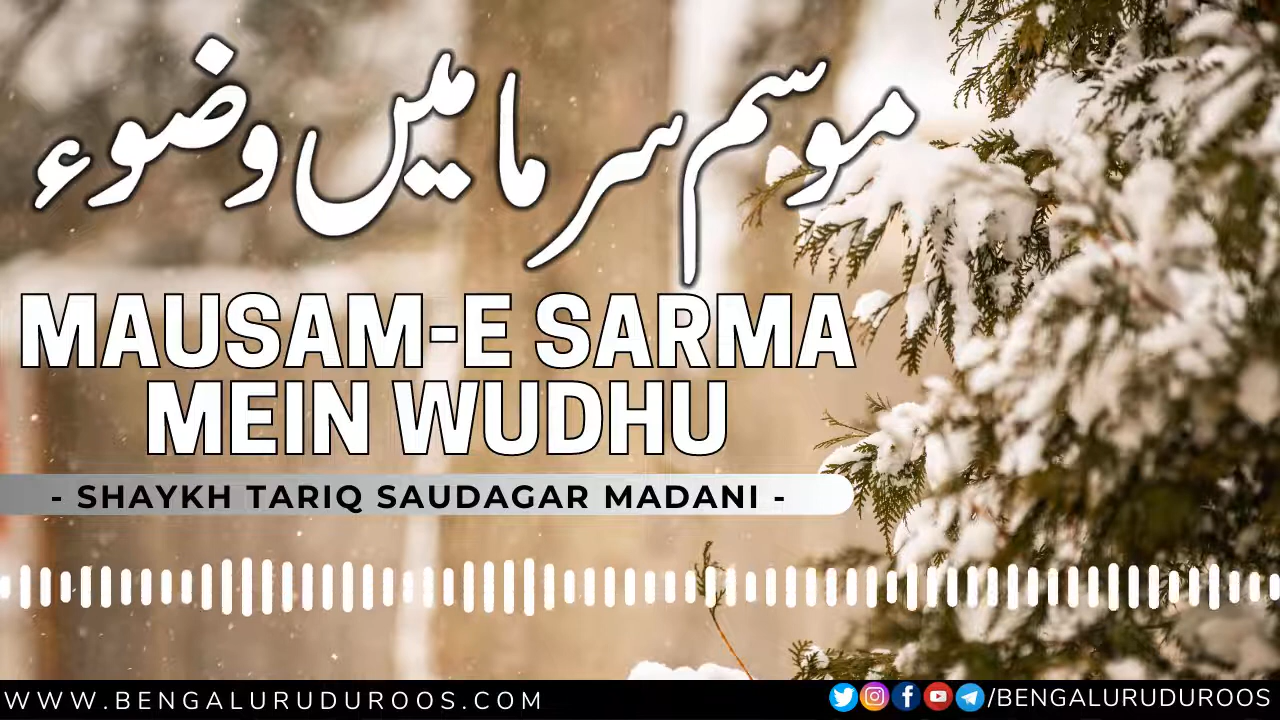 موسم سرما میں وضوء
MAUSAM-E SARMA
MEIN WUDHU
- SHAYKH TARIQ SAUDAGAR MADANI -
WWW.BENGALURUDUROOS.COM
/BENGALURUDUROOS